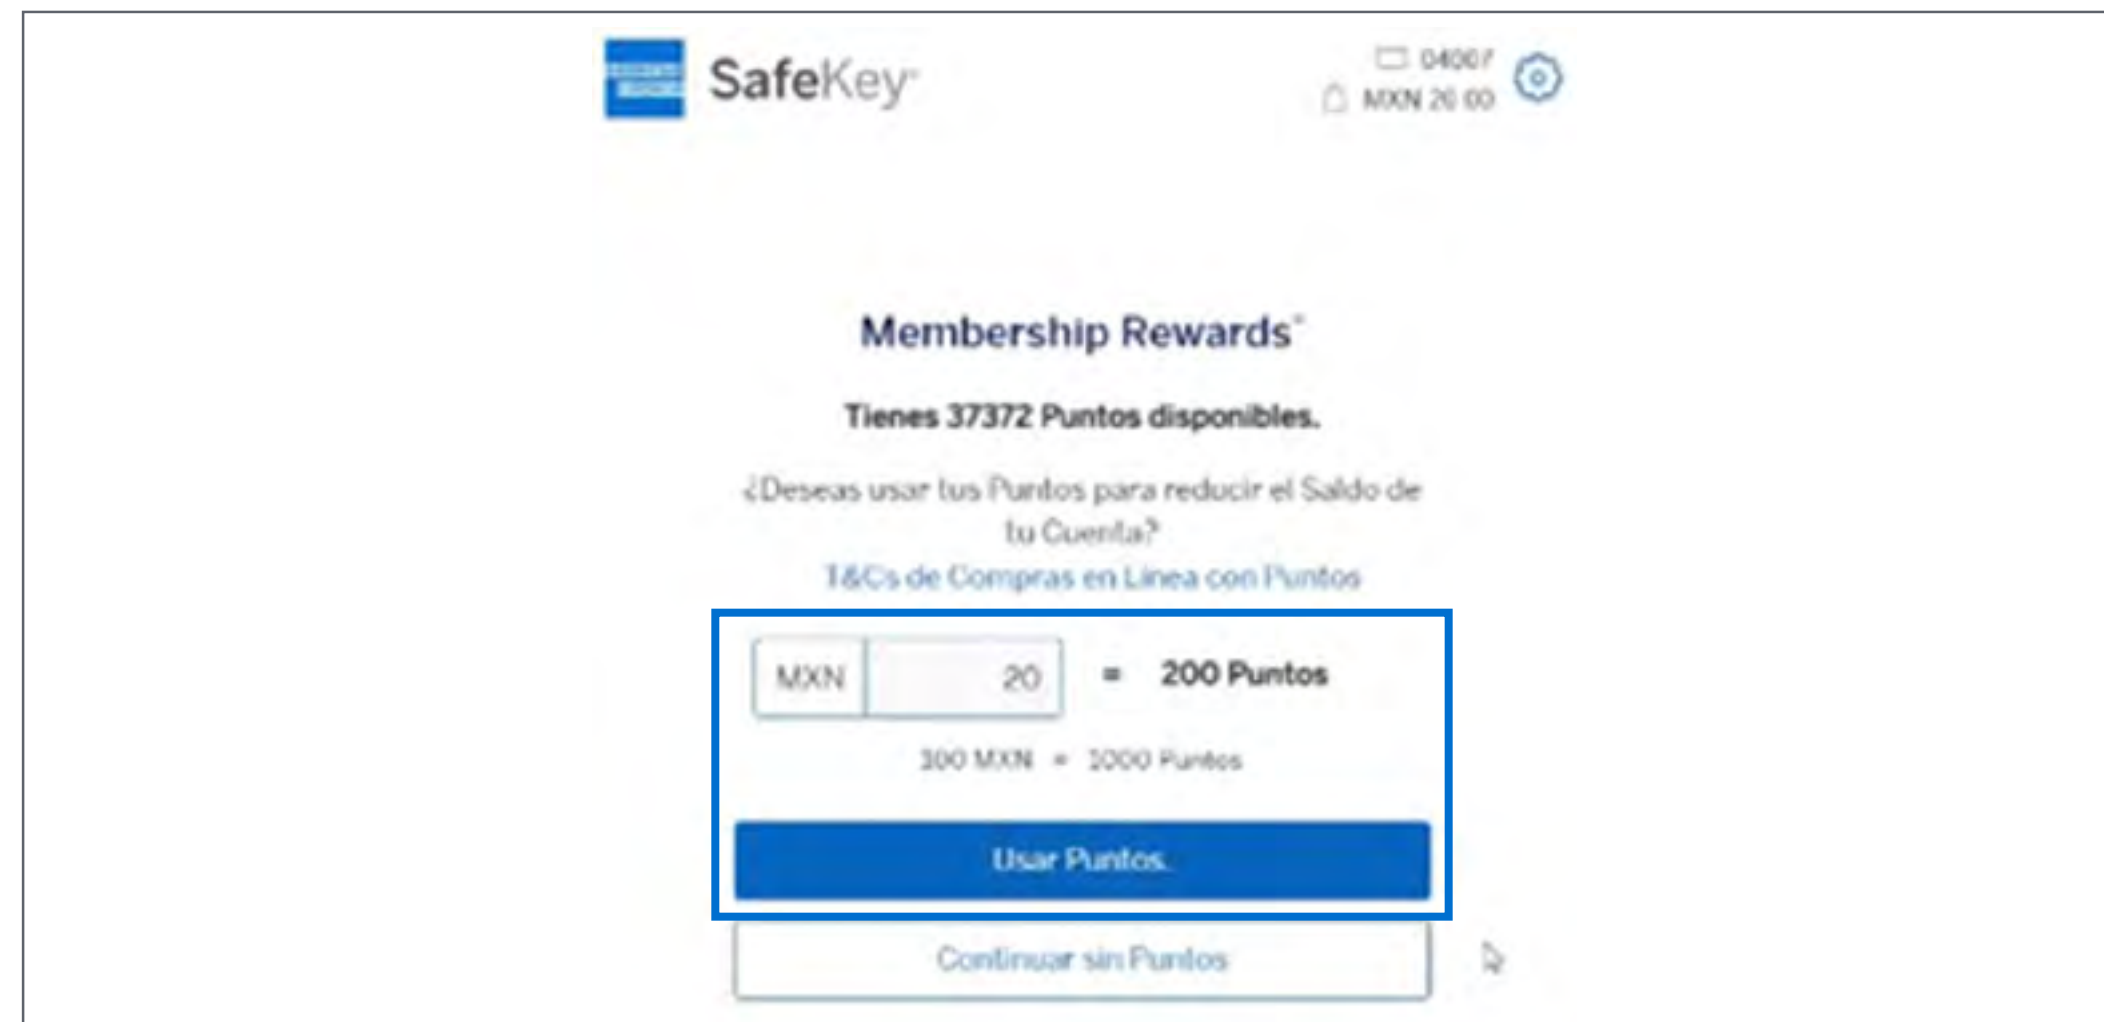 SafeKey
04007
MXN 20.00
Membership Rewards
Tienes 37372 Puntos disponibles.
¿Deseas usar tus Puntos para reducir el Saldo de
tu Cuenta?
T&Cs de Compras en Línea con Puntos
MXN 20 = 200 Puntos
100 MXN = 1000 Puntos
Usar Puntos.
Continuar sin Puntos